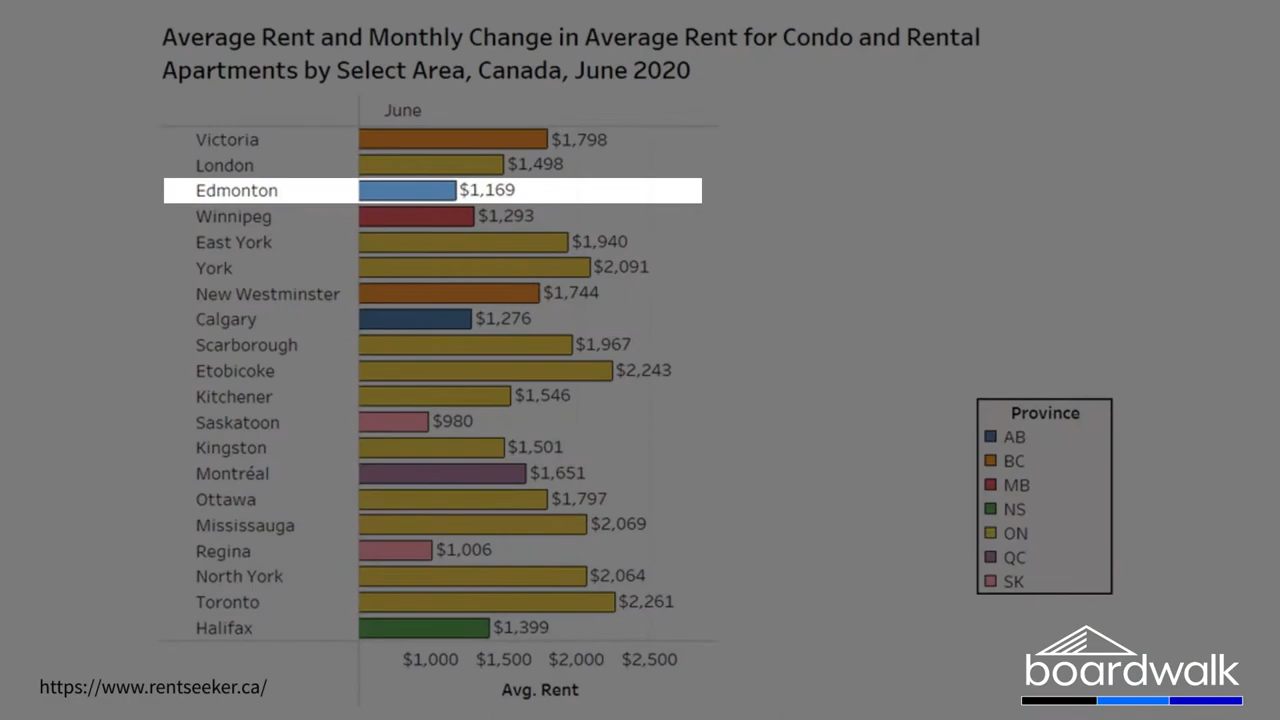 Average Rent and Monthly Change in Average Rent for Condo and Rental
Apartments by Select Area, Canada, June 2020
June
Victoria $1,798
London $1,498
Edmonton $1,169
Winnipeg $1,293
East York $1,940
York $2,091
New Westminster $1,744
Calgary $1,276
Scarborough $1,967
Etobicoke $2,243
Kitchener $1,546
Saskatoon $980
Kingston $1,501
Montréal $1,651
Ottawa $1,797
Mississauga $2,069
Regina $1,006
North York $2,064
Toronto $2,261
Halifax $1,399
$1,000 $1,500 $2,000 $2,500
Avg. Rent
Province
AB
BC
MB
NS
ON
QC
SK
https://www.rentseeker.ca/
boardwalk